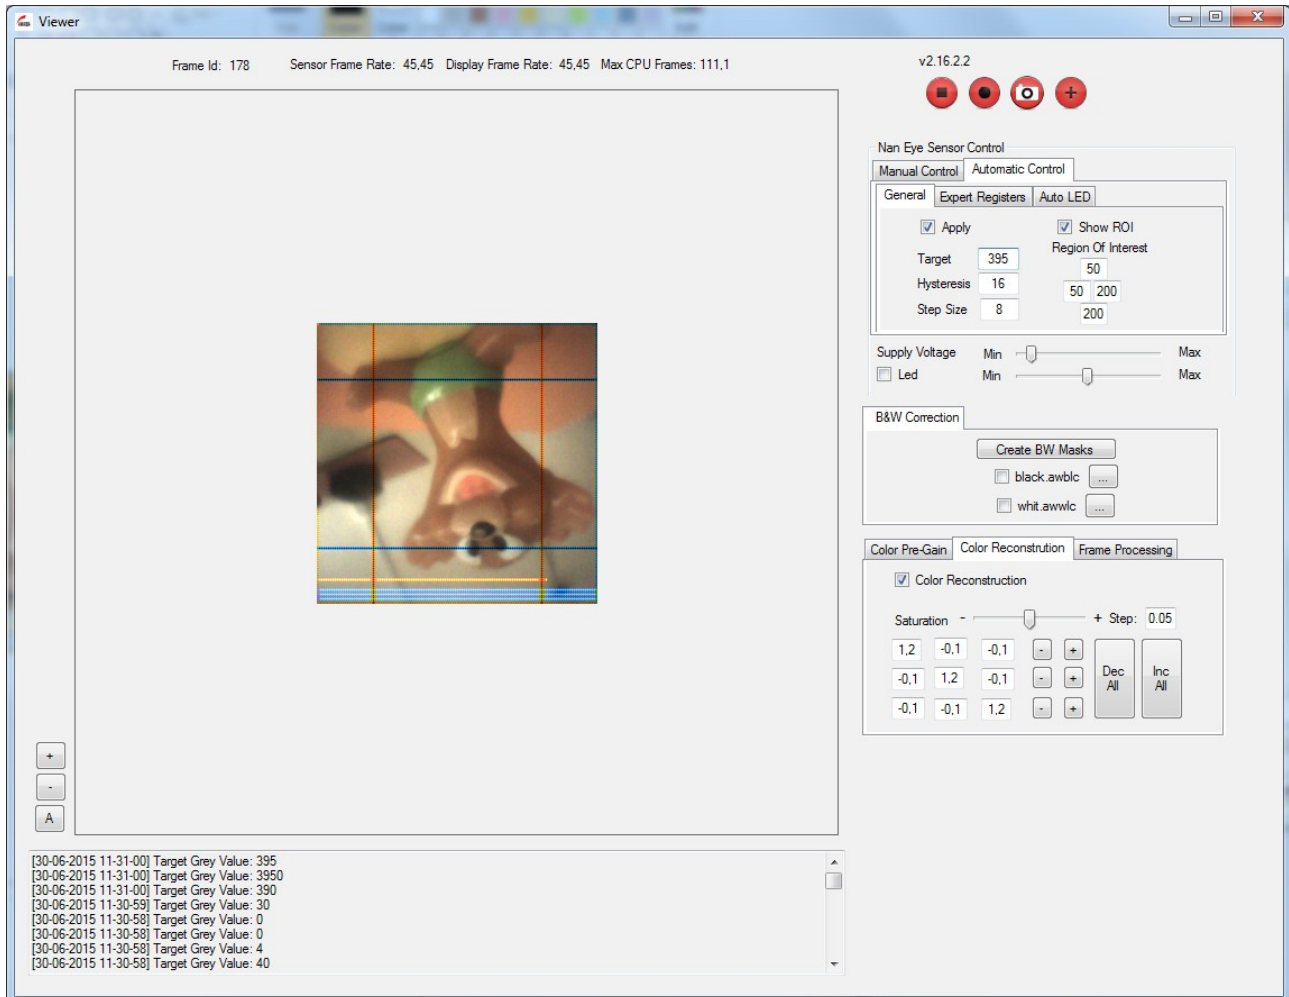 Viewer
Frame Id: 178 Sensor Frame Rate: 45,45 Display Frame Rate: 45,45 Max CPU Frames: 111,1
v2.16.2.2
Nan Eye Sensor Control
Manual Control Automatic Control
General Expert Registers Auto LED
Apply Show ROI
Region Of Interest
Target 395
50
Hysteresis 16
50 200
Step Size 8
200
Supply Voltage Min Max
Led Min Max
B&W Correction
Create BW Masks
black.awblc ...
whit.awwlc ...
Color Pre-Gain Color Reconstrution Frame Processing
Color Reconstruction
Saturation - + Step: 0.05
1,2 -0,1 -0,1 - +
-0,1 1,2 -0,1 - +
-0,1 -0,1 1,2 - +
Dec All
Inc All
+
-
A
[30-06-2015 11-31-00] Target Grey Value: 395
[30-06-2015 11-31-00] Target Grey Value: 3950
[30-06-2015 11-31-00] Target Grey Value: 390
[30-06-2015 11-30-59] Target Grey Value: 30
[30-06-2015 11-30-58] Target Grey Value: 0
[30-06-2015 11-30-58] Target Grey Value: 0
[30-06-2015 11-30-58] Target Grey Value: 4
[30-06-2015 11-30-58] Target Grey Value: 40